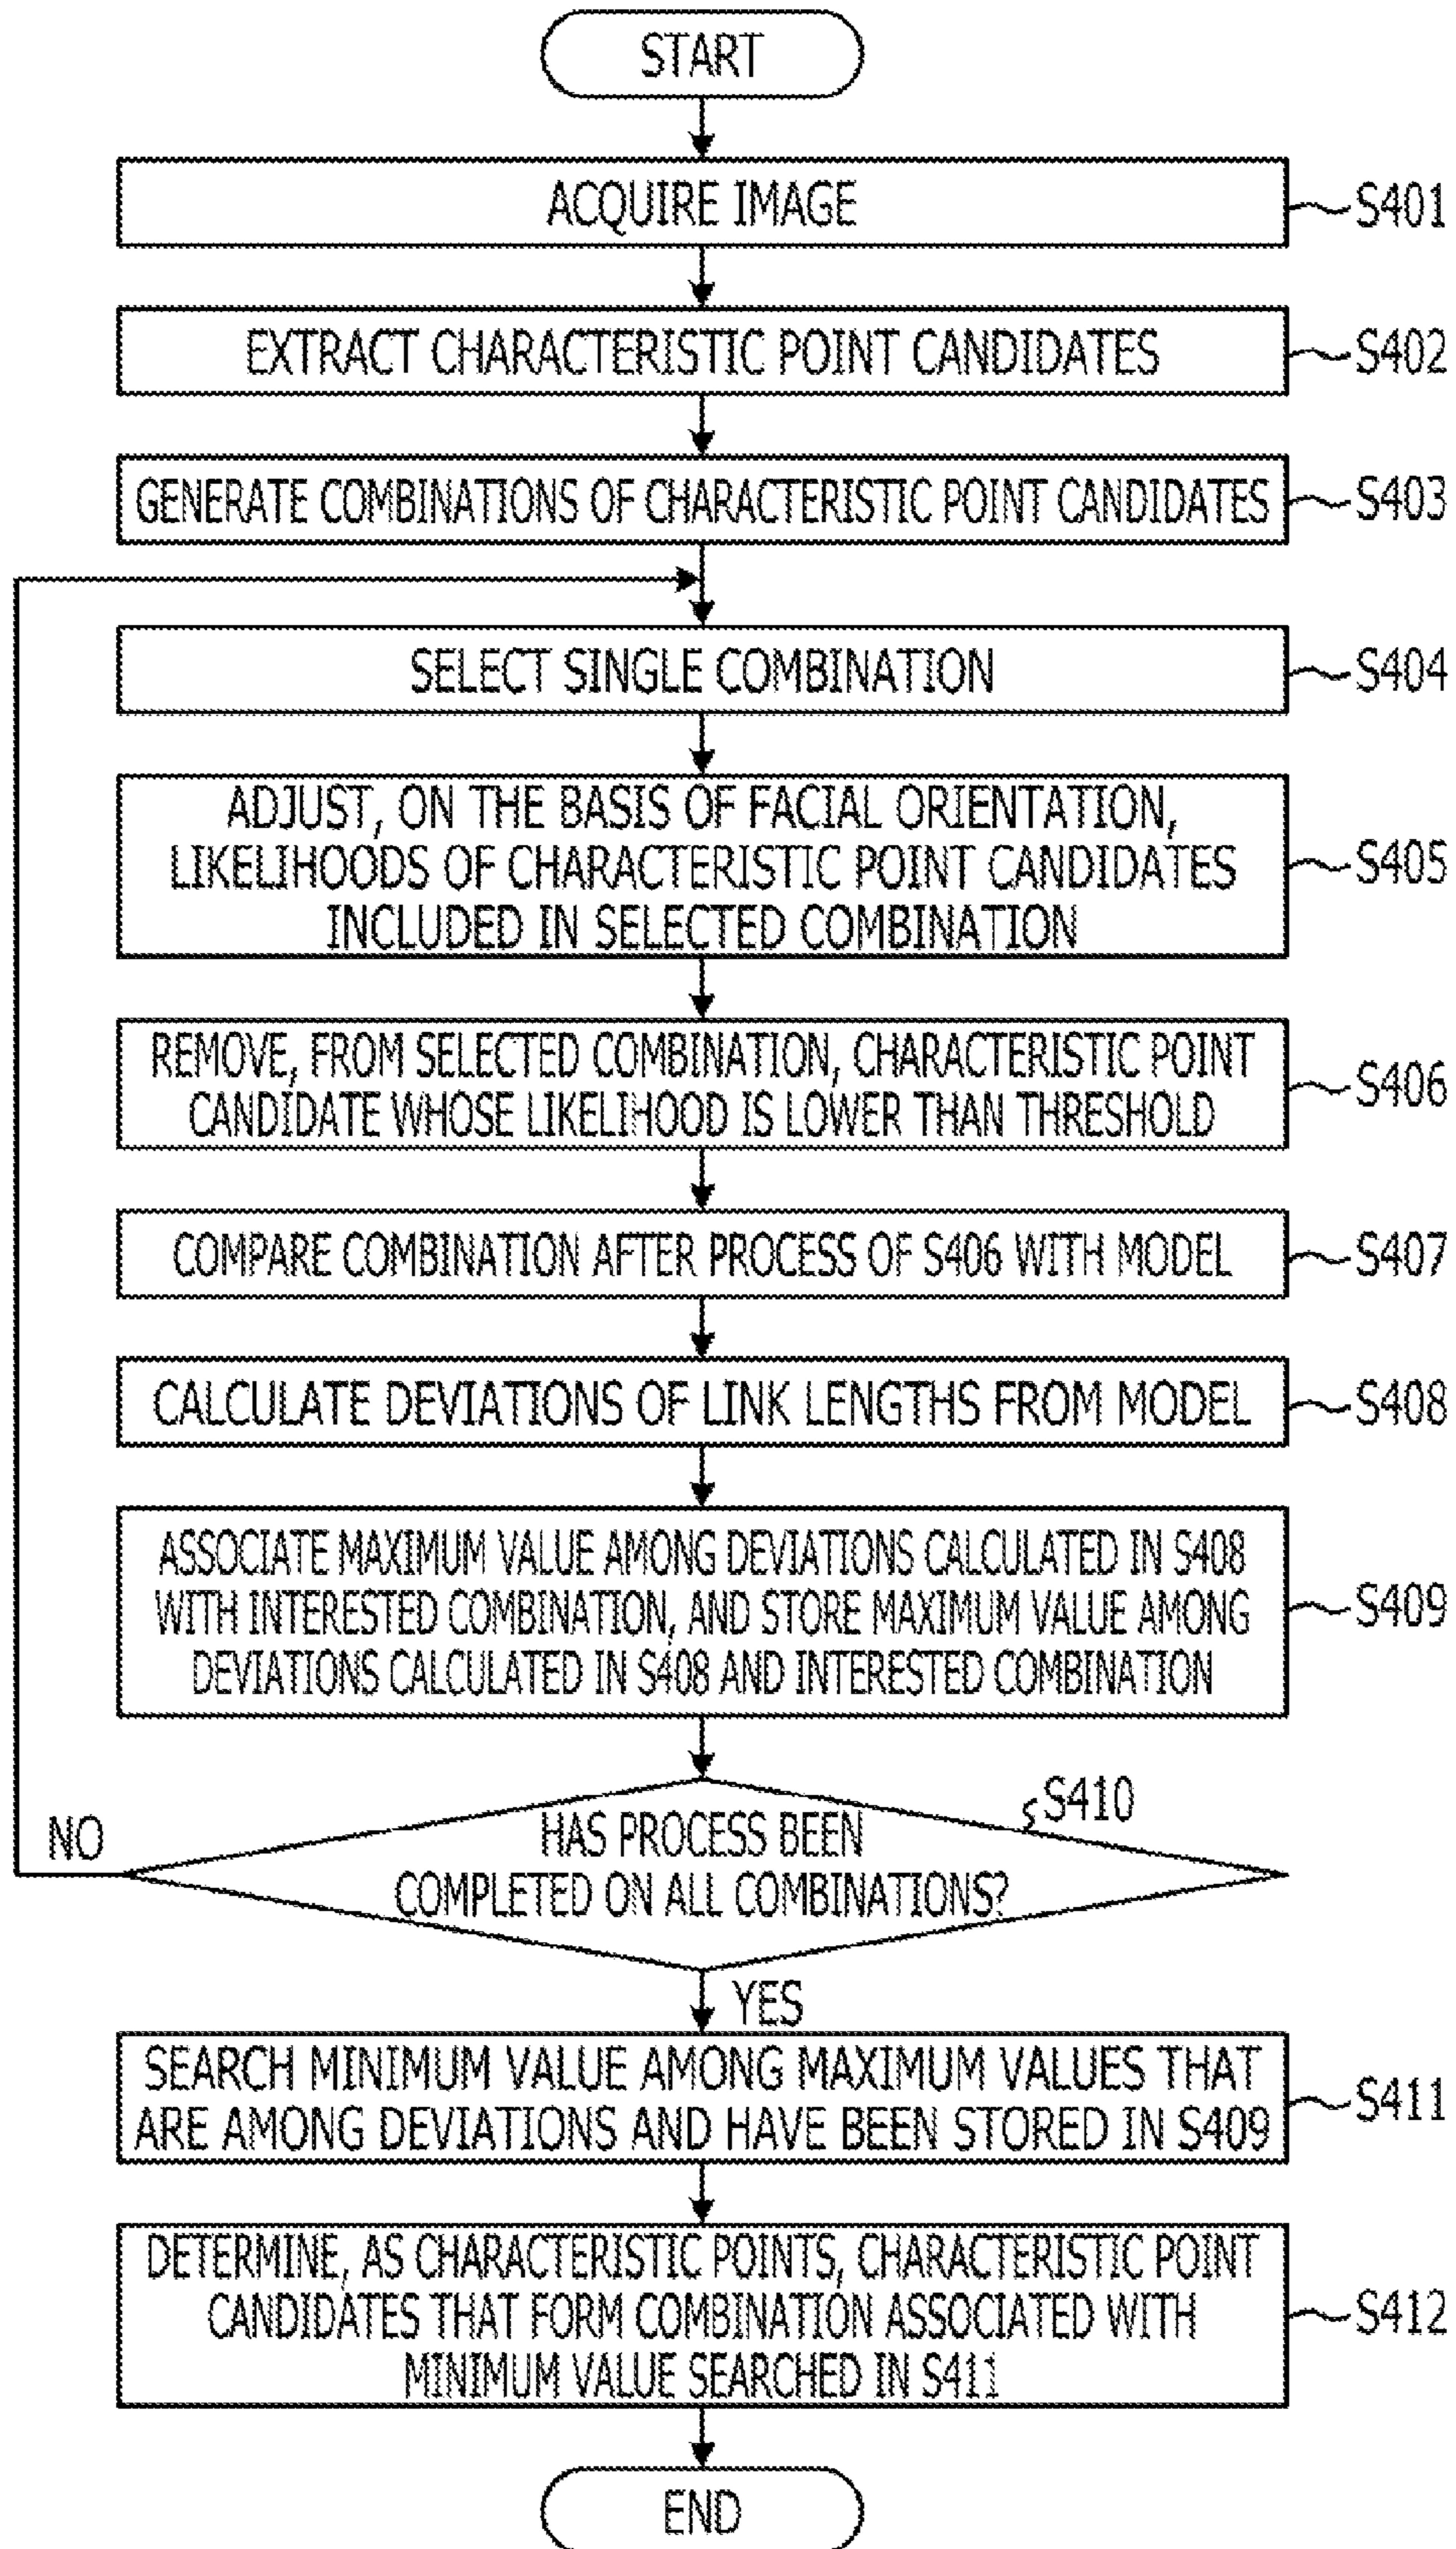 START
ACQUIRE IMAGE
S401
EXTRACT CHARACTERISTIC POINT CANDIDATES
S402
GENERATE COMBINATIONS OF CHARACTERISTIC POINT CANDIDATES
S403
SELECT SINGLE COMBINATION
S404
ADJUST, ON THE BASIS OF FACIAL ORIENTATION,
LIKELIHOODS OF CHARACTERISTIC POINT CANDIDATES
INCLUDED IN SELECTED COMBINATION
S405
REMOVE, FROM SELECTED COMBINATION, CHARACTERISTIC POINT
CANDIDATE WHOSE LIKELIHOOD IS LOWER THAN THRESHOLD
S406
COMPARE COMBINATION AFTER PROCESS OF S406 WITH MODEL
S407
CALCULATE DEVIATIONS OF LINK LENGTHS FROM MODEL
S408
ASSOCIATE MAXIMUM VALUE AMONG DEVIATIONS CALCULATED IN S408
WITH INTERESTED COMBINATION, AND STORE MAXIMUM VALUE AMONG
DEVIATIONS CALCULATED IN S408 AND INTERESTED COMBINATION
S409
S410
HAS PROCESS BEEN
COMPLETED ON ALL COMBINATIONS?
NO
YES
SEARCH MINIMUM VALUE AMONG MAXIMUM VALUES THAT
ARE AMONG DEVIATIONS AND HAVE BEEN STORED IN S409
S411
DETERMINE, AS CHARACTERISTIC POINTS, CHARACTERISTIC POINT
CANDIDATES THAT FORM COMBINATION ASSOCIATED WITH
MINIMUM VALUE SEARCHED IN S411
S412
END